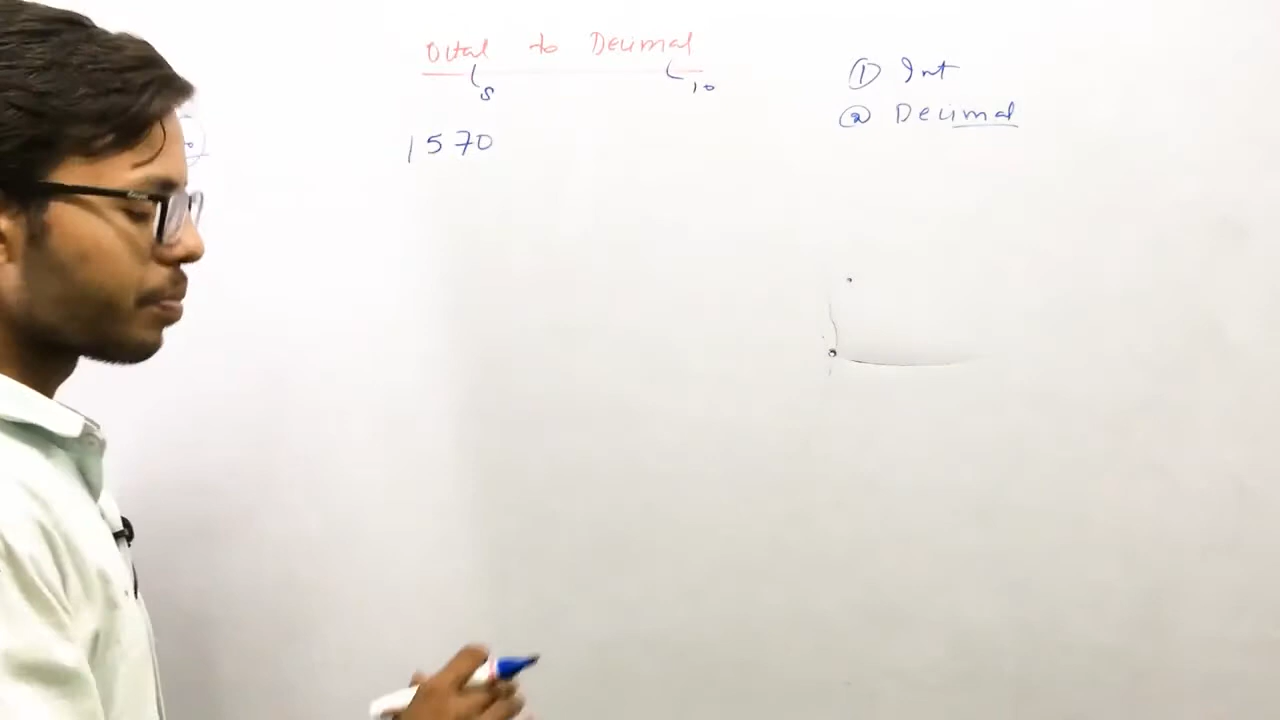 Octal to Decimal
8 10
1570
① Int
② Decimal